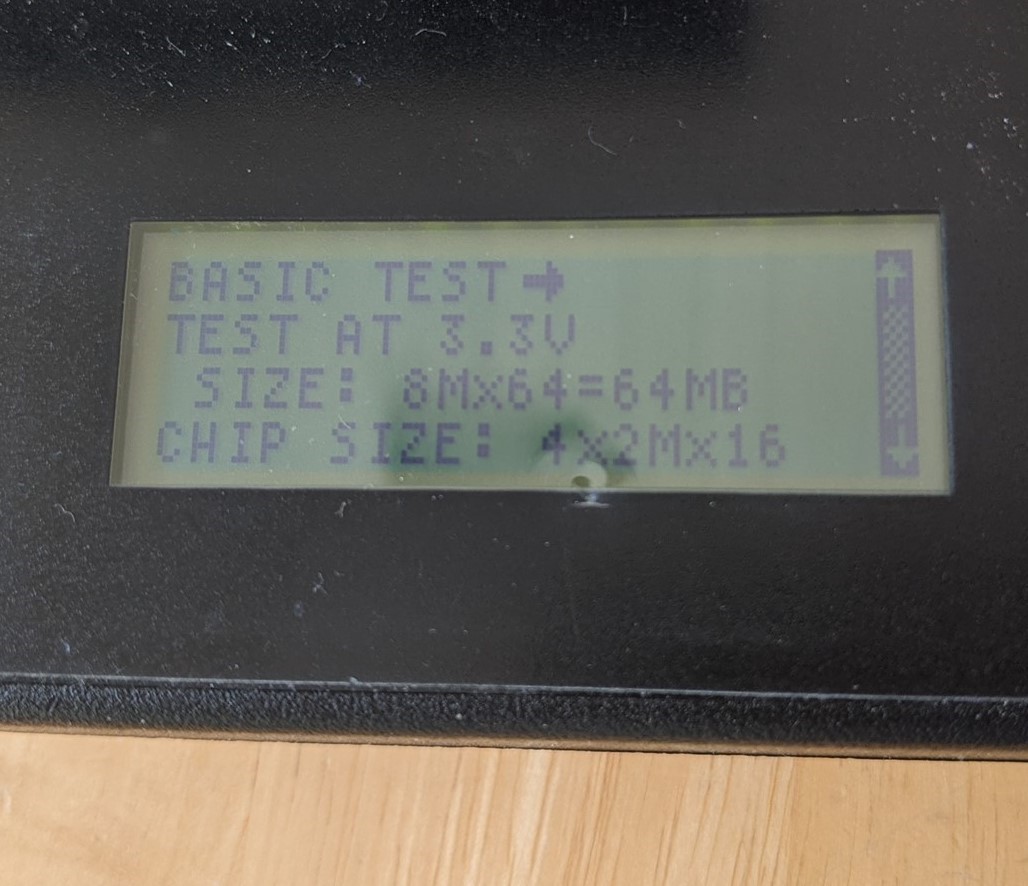 BASIC TEST➔
TEST AT 3.3V
SIZE: 8Mx64=64MB
CHIP SIZE: 4x2Mx16